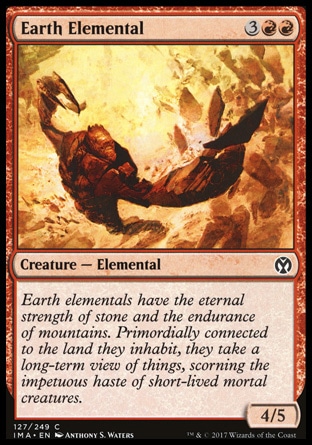 Earth Elemental 3
Creature — Elemental
Earth elementals have the eternal
strength of stone and the endurance
of mountains. Primordially connected
to the land they inhabit, they take a
long-term view of things, scorning the
impetuous haste of short-lived mortal
creatures.
4/5
127/249 C
IMA • EN Anthony S. Waters ™ & © 2017 Wizards of the Coast